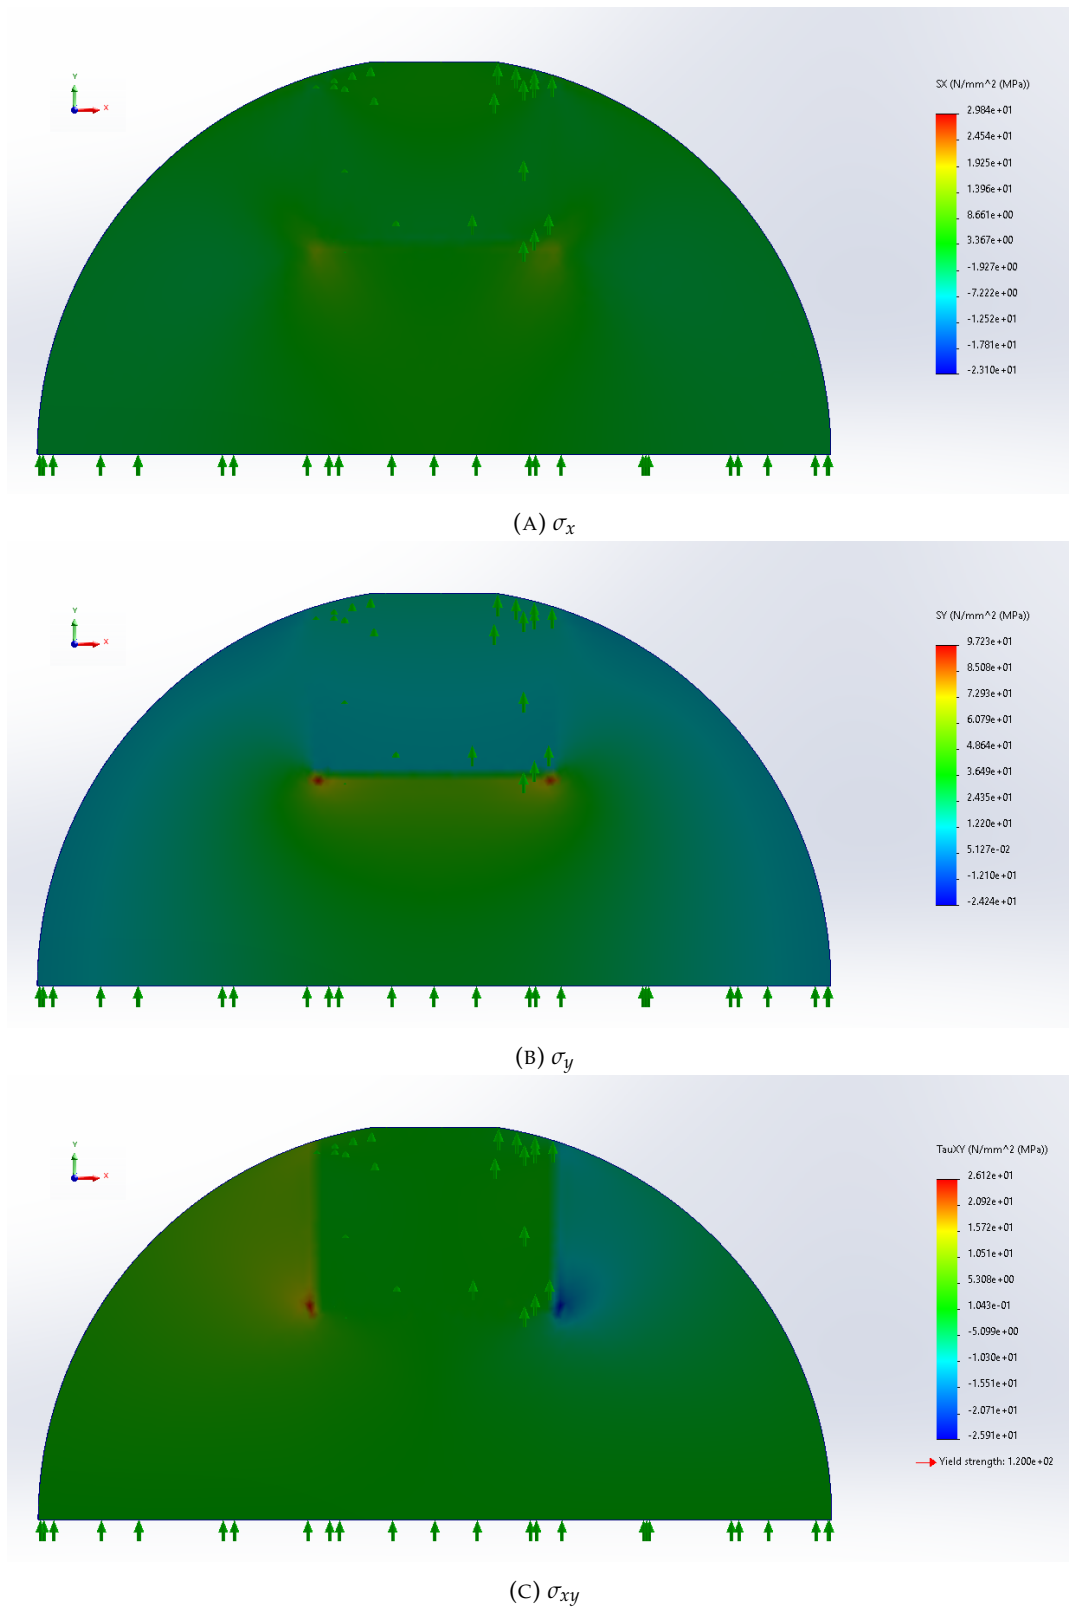 Y
X
SX (N/mm^2 (MPa))
2.984e+01
2.454e+01
1.925e+01
1.396e+01
8.661e+00
3.367e+00
-1.927e+00
-7.222e+00
-1.252e+01
-1.781e+01
-2.310e+01
(A) σx
Y
X
SY (N/mm^2 (MPa))
9.723e+01
8.508e+01
7.293e+01
6.079e+01
4.864e+01
3.649e+01
2.435e+01
1.220e+01
5.127e-02
-1.210e+01
-2.424e+01
(B) σy
Y
X
TauXY (N/mm^2 (MPa))
2.612e+01
2.092e+01
1.572e+01
1.051e+01
5.308e+00
1.043e-01
-5.099e+00
-1.030e+01
-1.551e+01
-2.071e+01
-2.591e+01
Yield strength: 1.200e+02
(C) σxy